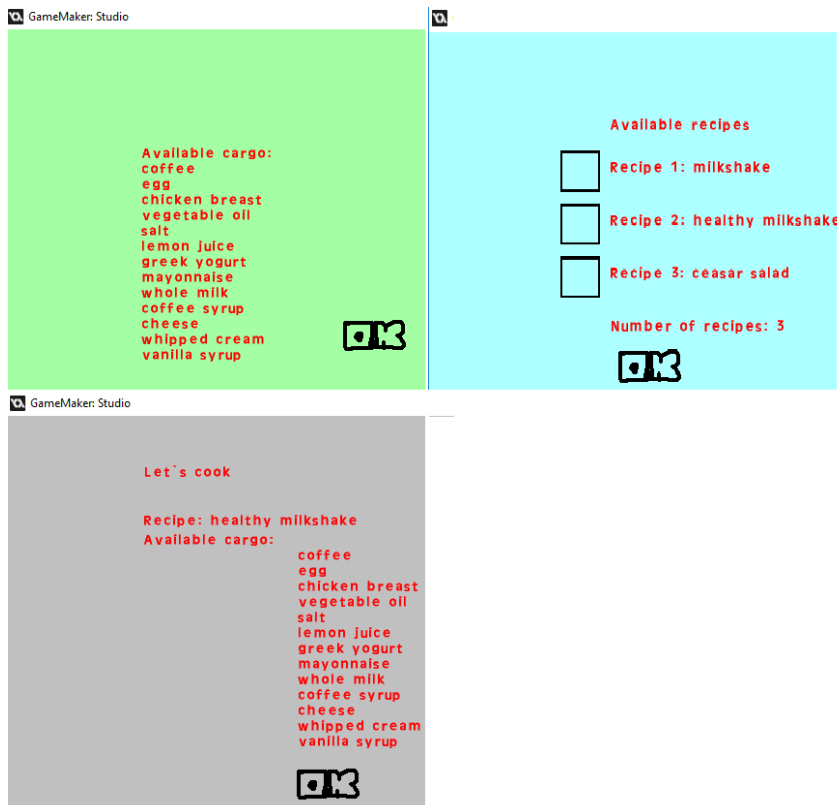 GameMaker: Studio
Available cargo:
coffee
egg
chicken breast
vegetable oil
salt
lemon juice
greek yogurt
mayonnaise
whole milk
coffee syrup
cheese
whipped cream
vanilla syrup
OK
Available recipes
Recipe 1: milkshake
Recipe 2: healthy milkshake
Recipe 3: ceasar salad
Number of recipes: 3
OK
GameMaker: Studio
Let`s cook
Recipe: healthy milkshake
Available cargo:
coffee
egg
chicken breast
vegetable oil
salt
lemon juice
greek yogurt
mayonnaise
whole milk
coffee syrup
cheese
whipped cream
vanilla syrup
OK